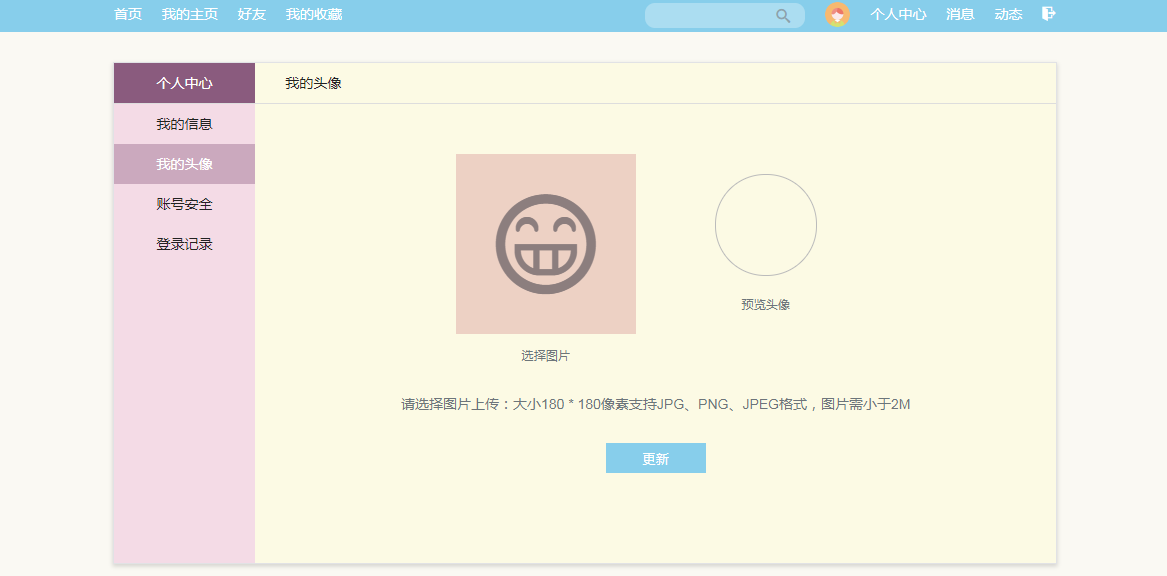 首页 我的主页 好友 我的收藏 个人中心 消息 动态
个人中心
我的信息
我的头像
账号安全
登录记录
我的头像
选择图片
预览头像
请选择图片上传：大小180 * 180像素支持JPG、PNG、JPEG格式，图片需小于2M
更新